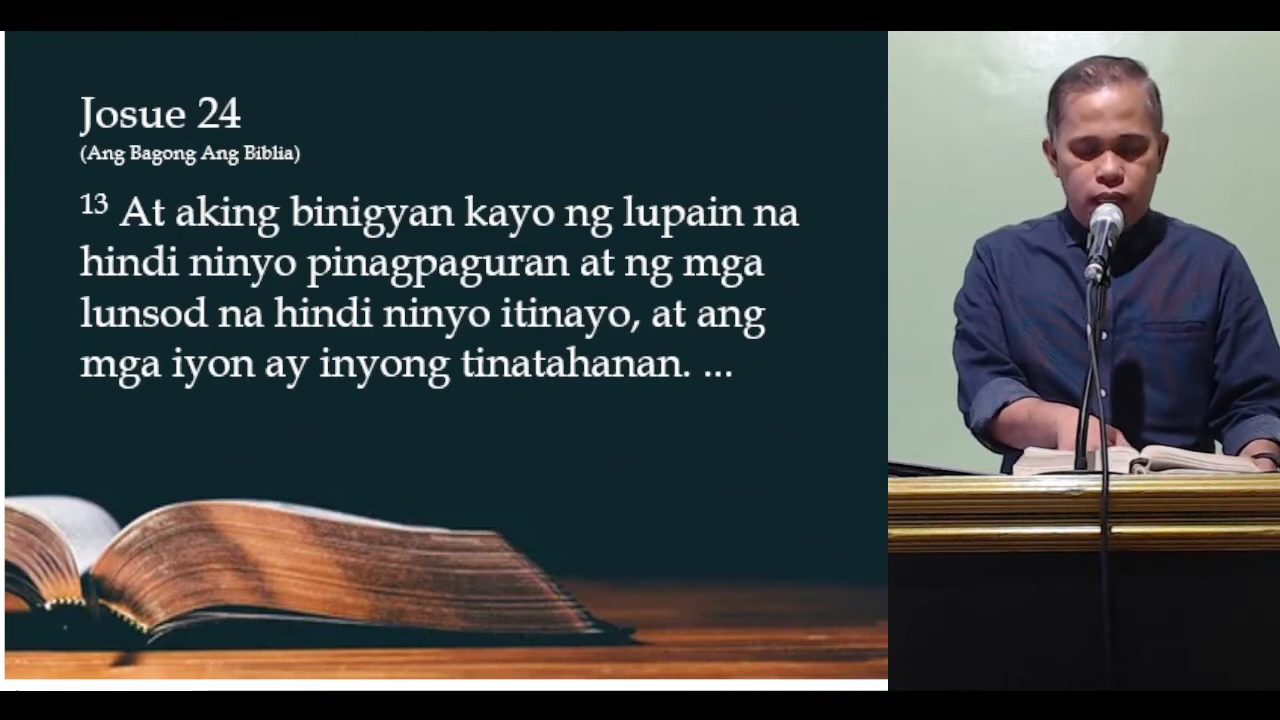 Josue 24
(Ang Bagong Ang Biblia)
13 At aking binigyan kayo ng lupain na
hindi ninyo pinagpaguran at ng mga
lunsod na hindi ninyo itinayo, at ang
mga iyon ay inyong tinatahanan. ...